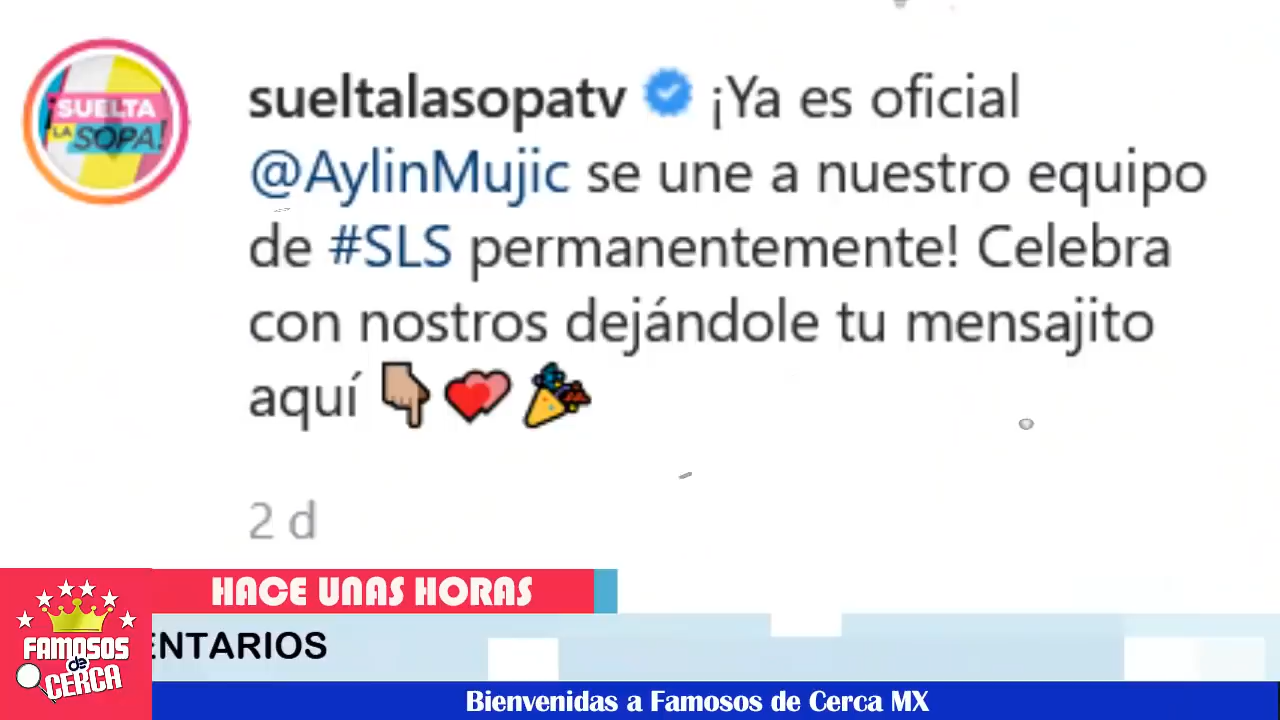 SUELTA
LA SOPA!
sueltalasopatv ¡Ya es oficial
@AylinMujic se une a nuestro equipo
de #SLS permanentemente! Celebra
con nostros dejándole tu mensajito
aquí 👇🏼💕🎉
2 d
HACE UNAS HORAS
ENTARIOS
FAMOSOS
de
CERCA
Bienvenidas a Famosos de Cerca MX